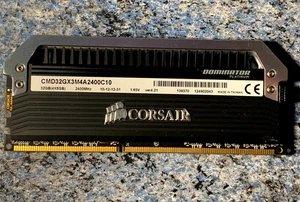 DOMINATOR
PLATINUM
CMD32GX3M4A2400C10
32GB(4X8GB) 2400MHz 10-12-12-31 1.65V ver4.21
CE
CORSAIR